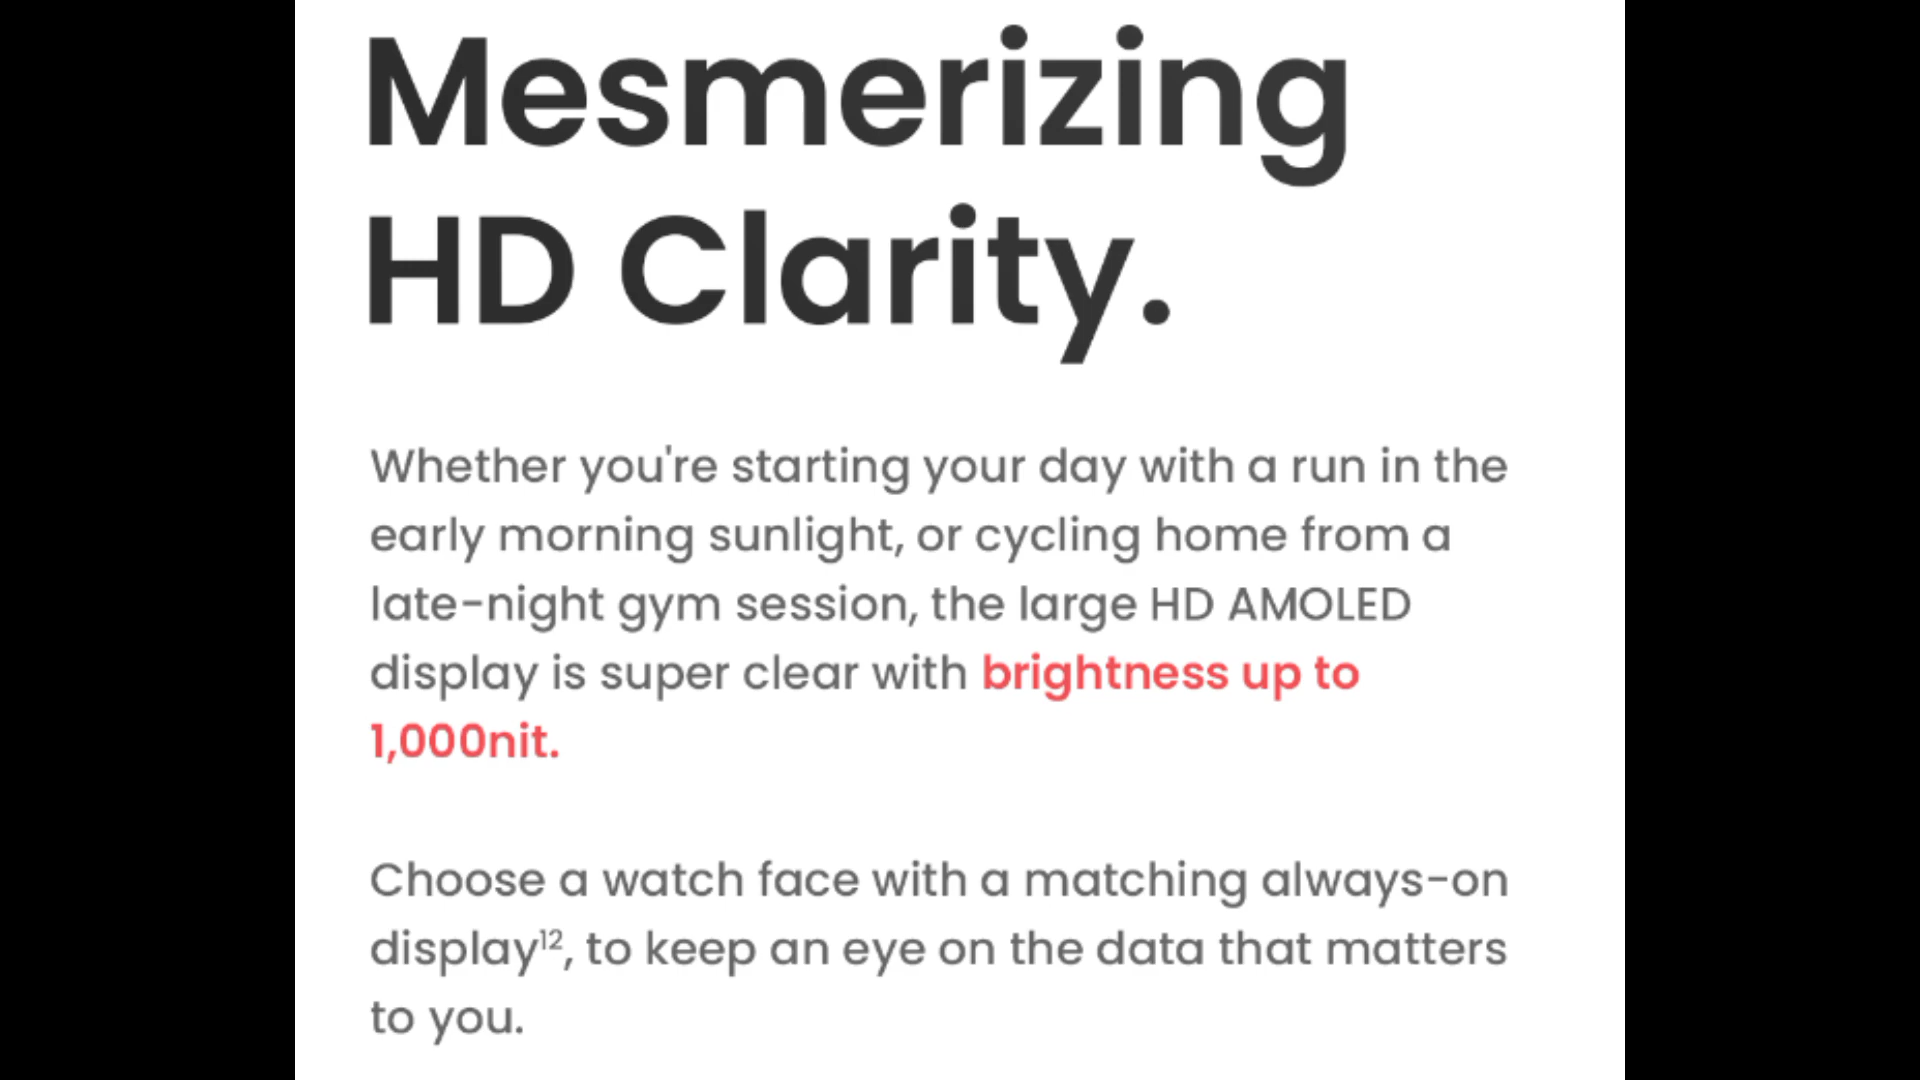 Mesmerizing
HD Clarity.
Whether you're starting your day with a run in the
early morning sunlight, or cycling home from a
late-night gym session, the large HD AMOLED
display is super clear with brightness up to
1,000nit.
Choose a watch face with a matching always-on
display¹², to keep an eye on the data that matters
to you.